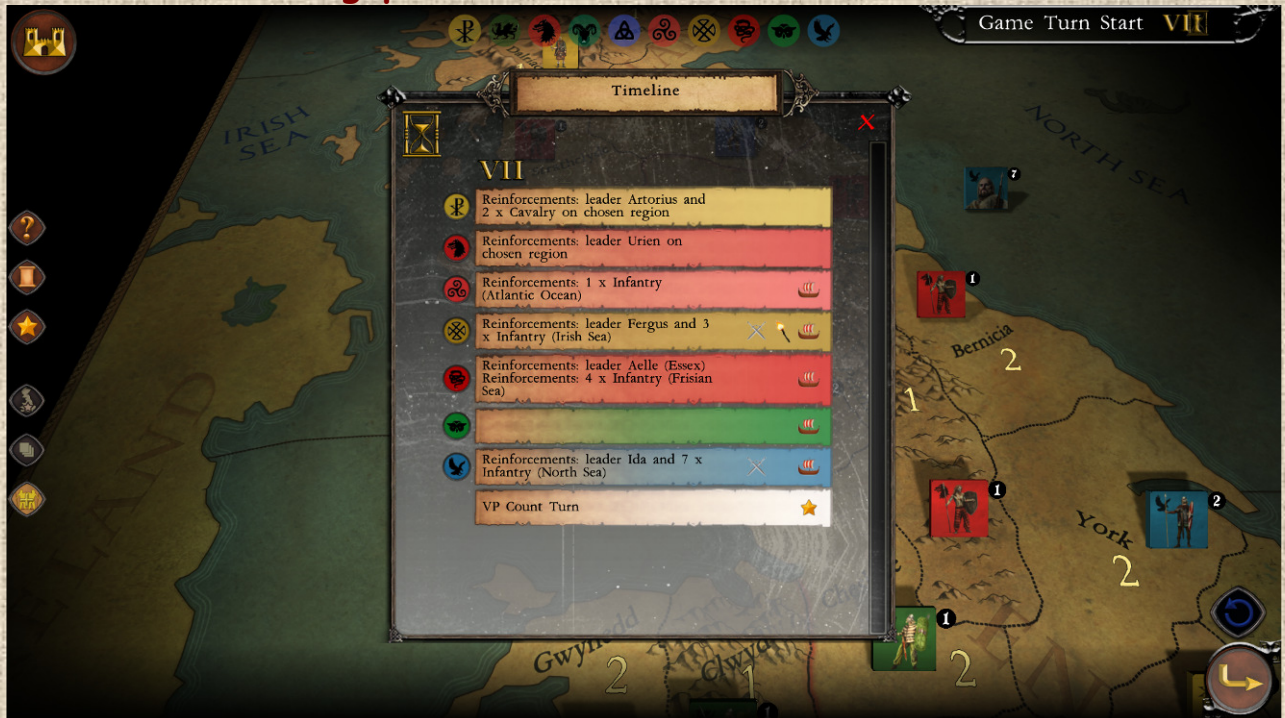 Game Turn Start VII
Timeline
IRISH
SEA
NORTH SEA
VII
7
Reinforcements: leader Artorius and
2 x Cavalry on chosen region
Reinforcements: leader Urien on
chosen region
1
Reinforcements: 1 x Infantry
(Atlantic Ocean)
Reinforcements: leader Fergus and 3
x Infantry (Irish Sea)
Bernicia
2
Reinforcements: leader Aelle (Essex)
Reinforcements: 4 x Infantry (Frisian
Sea)
1
Reinforcements: leader Ida and 7 x
Infantry (North Sea)
VP Count Turn
1
2
York
2
1
Gwynedd
2
Clwyd
1
2
1